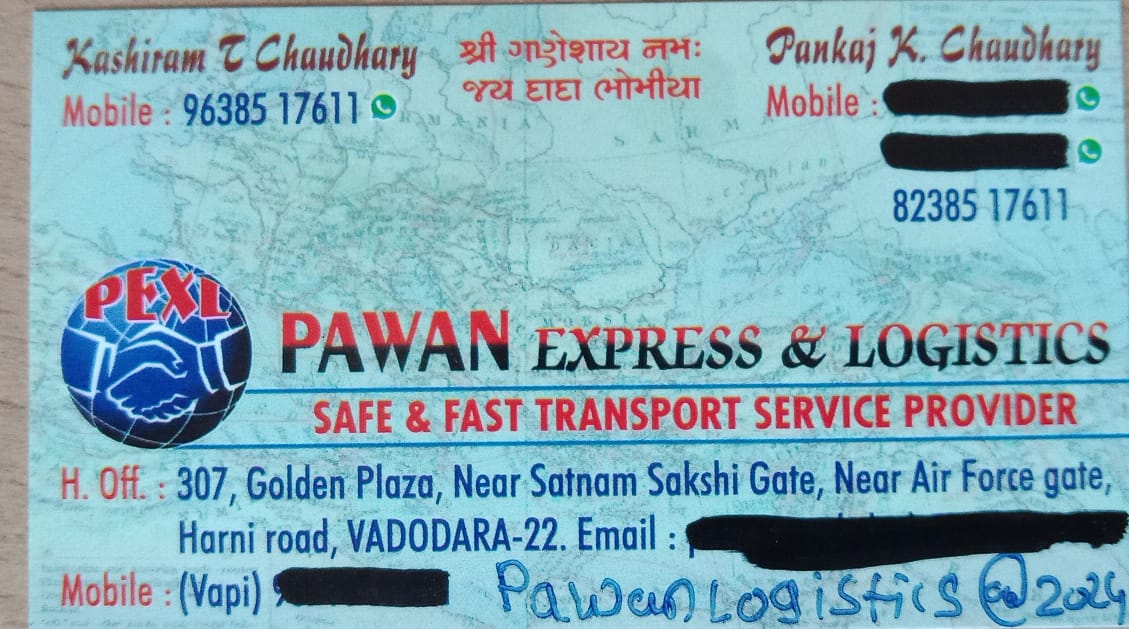 Kashiram T Chaudhary
Mobile : 96385 17611
શ્રી ગણેશાય નમઃ
જય દાદા ભોમીયા
Pankaj K. Chaudhary
Mobile :
82385 17611
PEXL
PAWAN EXPRESS & LOGISTICS
SAFE & FAST TRANSPORT SERVICE PROVIDER
H. Off. : 307, Golden Plaza, Near Satnam Sakshi Gate, Near Air Force gate,
Harni road, VADODARA-22. Email :
Mobile : (Vapi)
PawanLogistics@2024